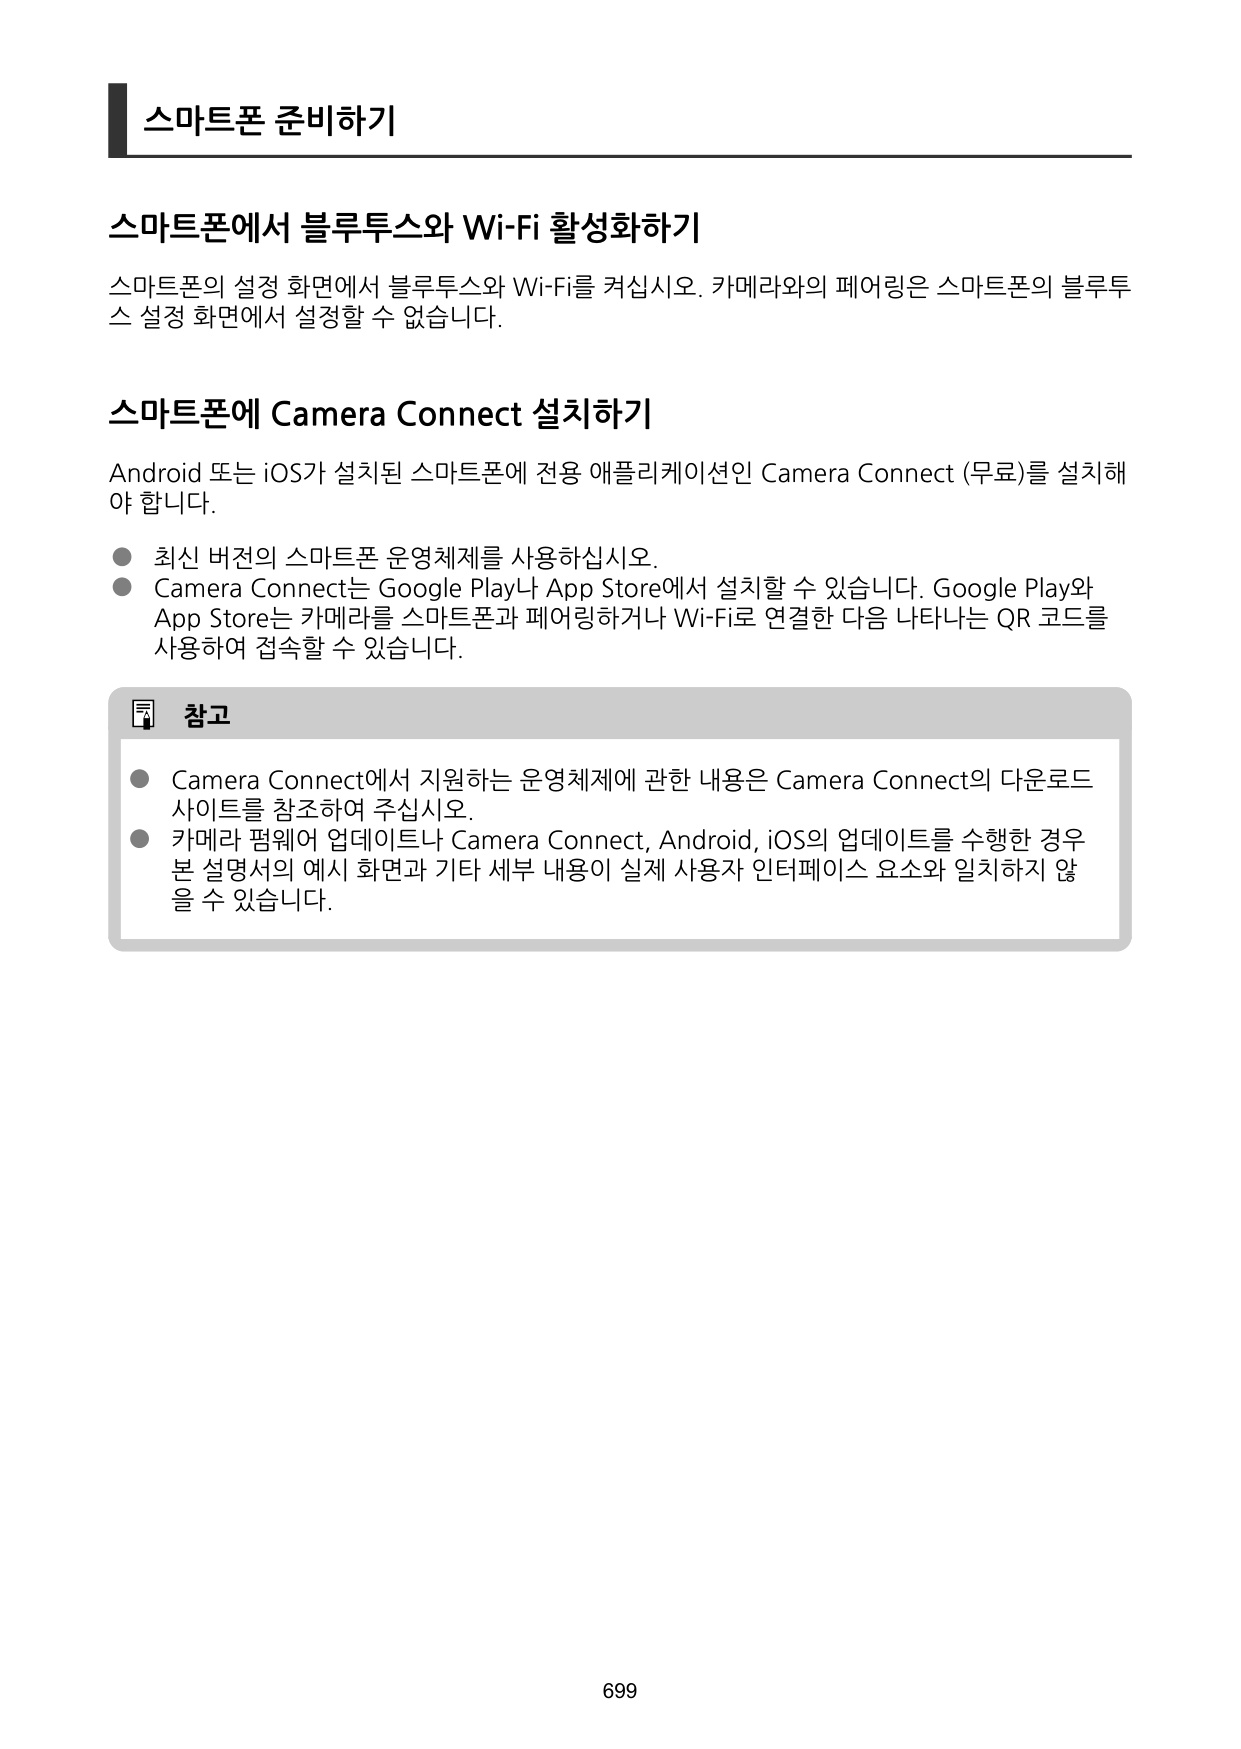 스마트폰 준비하기
스마트폰에서 블루투스와 Wi-Fi 활성화하기
스마트폰의 설정 화면에서 블루투스와 Wi-Fi를 켜십시오. 카메라와의 페어링은 스마트폰의 블루투
스 설정 화면에서 설정할 수 없습니다.
스마트폰에 Camera Connect 설치하기
Android 또는 iOS가 설치된 스마트폰에 전용 애플리케이션인 Camera Connect (무료)를 설치해
야 합니다.
● 최신 버전의 스마트폰 운영체제를 사용하십시오.
● Camera Connect는 Google Play나 App Store에서 설치할 수 있습니다. Google Play와
App Store는 카메라를 스마트폰과 페어링하거나 Wi-Fi로 연결한 다음 나타나는 QR 코드를
사용하여 접속할 수 있습니다.
참고
● Camera Connect에서 지원하는 운영체제에 관한 내용은 Camera Connect의 다운로드
사이트를 참조하여 주십시오.
● 카메라 펌웨어 업데이트나 Camera Connect, Android, iOS의 업데이트를 수행한 경우
본 설명서의 예시 화면과 기타 세부 내용이 실제 사용자 인터페이스 요소와 일치하지 않
을 수 있습니다.
699